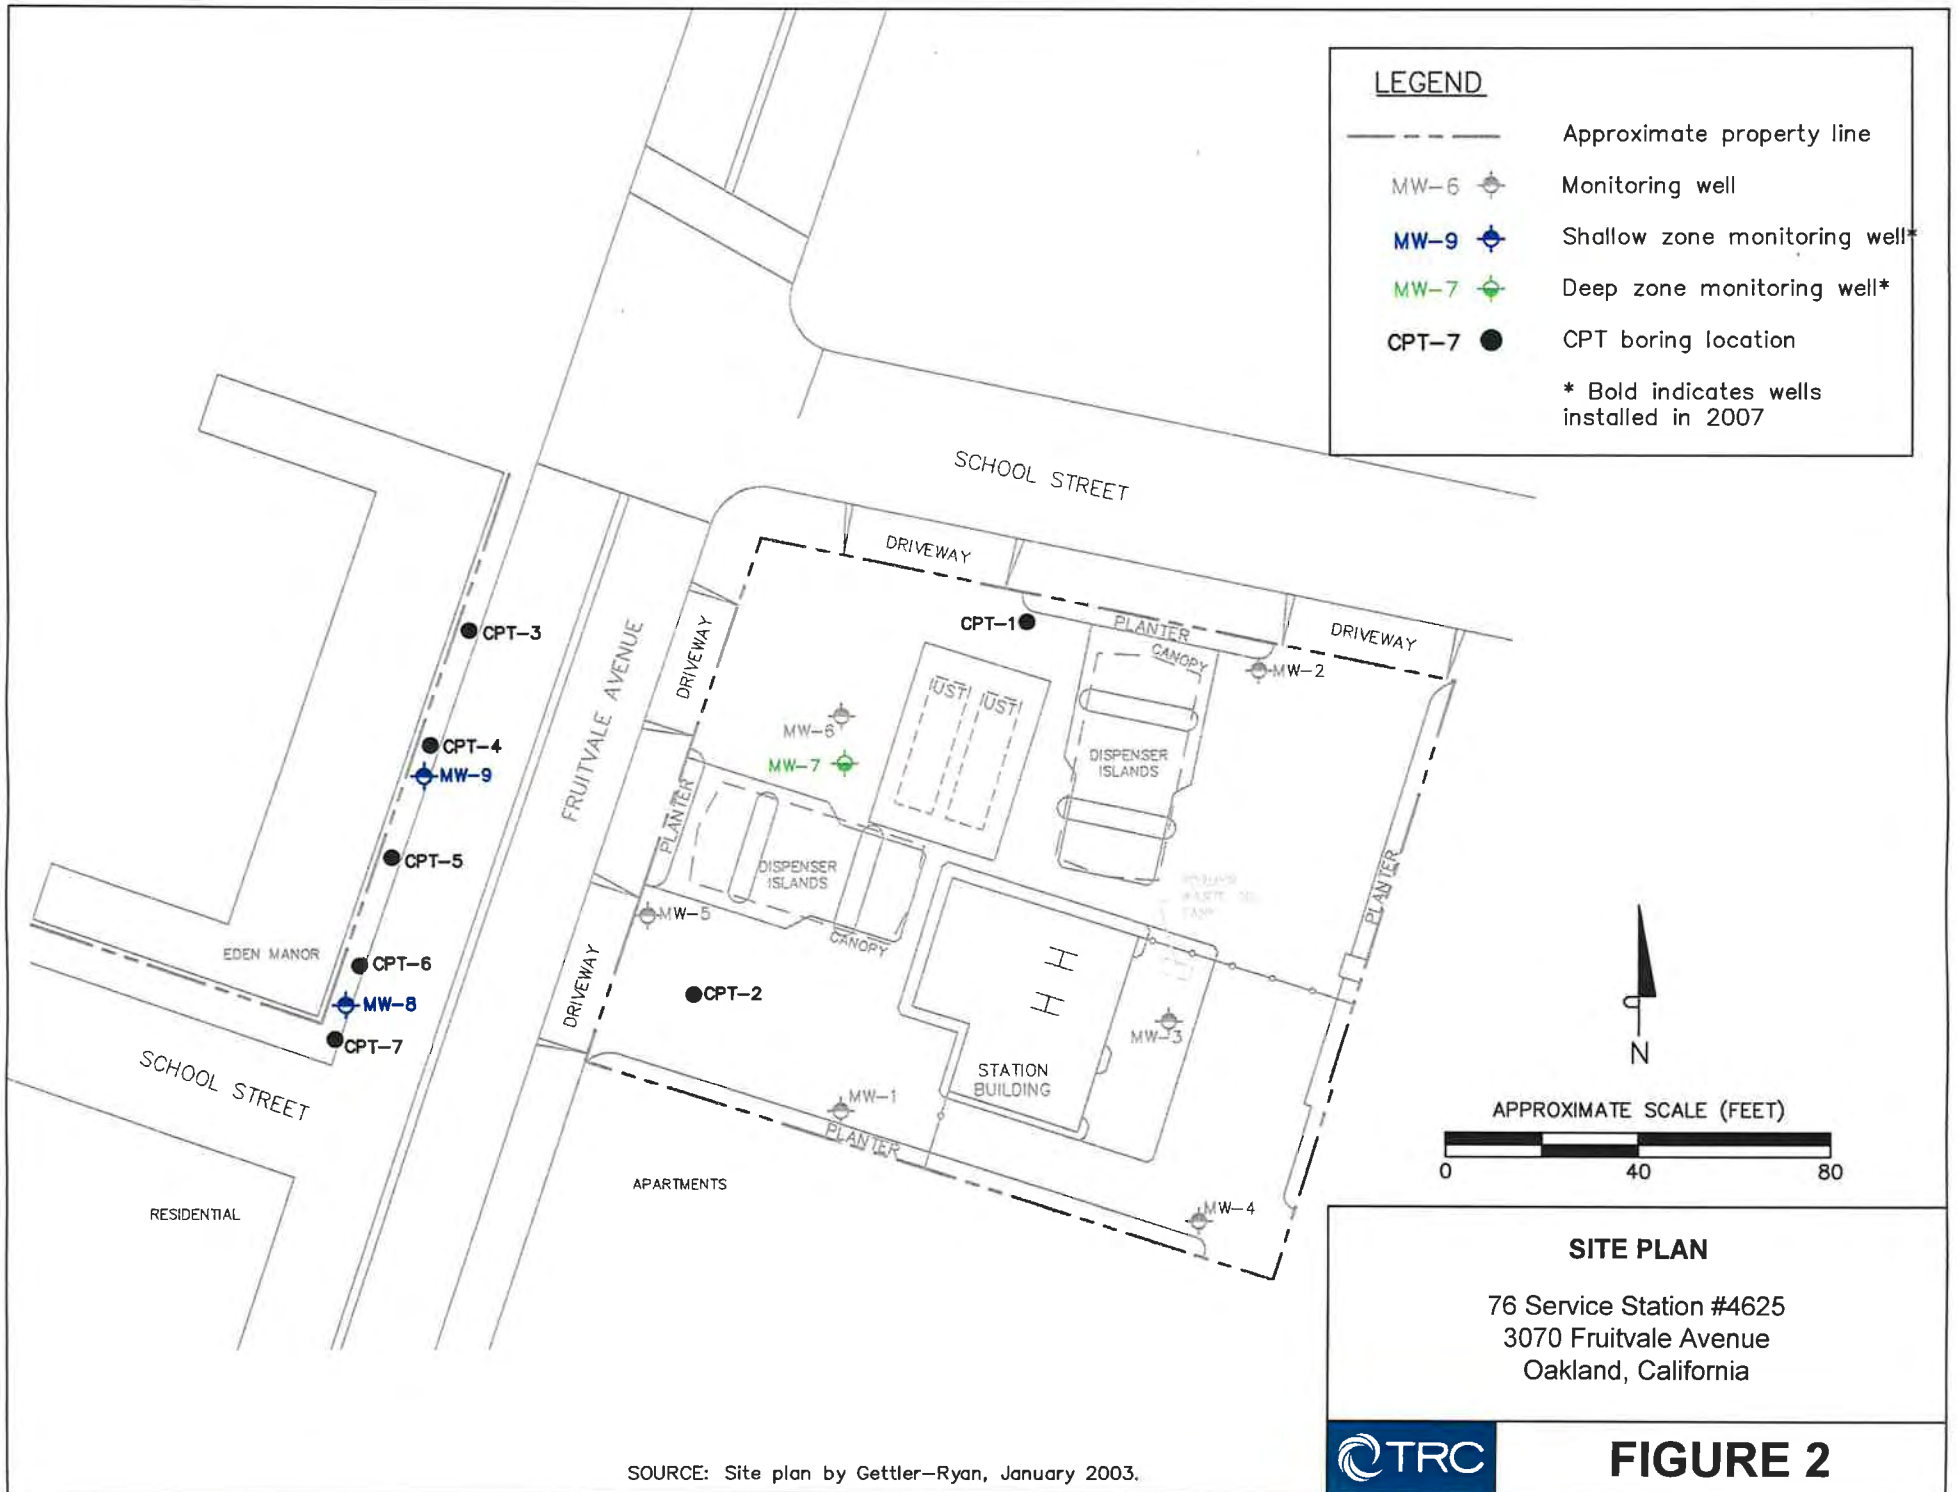 LEGEND
Approximate property line
MW-6 Monitoring well
MW-9 Shallow zone monitoring well*
MW-7 Deep zone monitoring well*
CPT-7 CPT boring location
* Bold indicates wells
installed in 2007
SCHOOL STREET
DRIVEWAY
DRIVEWAY
DRIVEWAY
DRIVEWAY
FRUITVALE AVENUE
CPT-3
CPT-4
MW-9
CPT-5
CPT-6
MW-8
CPT-7
EDEN MANOR
SCHOOL STREET
RESIDENTIAL
CPT-1
PLANTER
CANOPY
MW-2
UST
UST
MW-6
MW-7
DISPENSER
ISLANDS
PLANTER
DISPENSER
ISLANDS
CANOPY
MW-5
CPT-2
PLANTER
WASTE OIL
TANK
MW-3
STATION
BUILDING
MW-1
PLANTER
MW-4
APARTMENTS
N
APPROXIMATE SCALE (FEET)
0 40 80
SITE PLAN
76 Service Station #4625
3070 Fruitvale Avenue
Oakland, California
TRC
FIGURE 2
SOURCE: Site plan by Gettler-Ryan, January 2003.